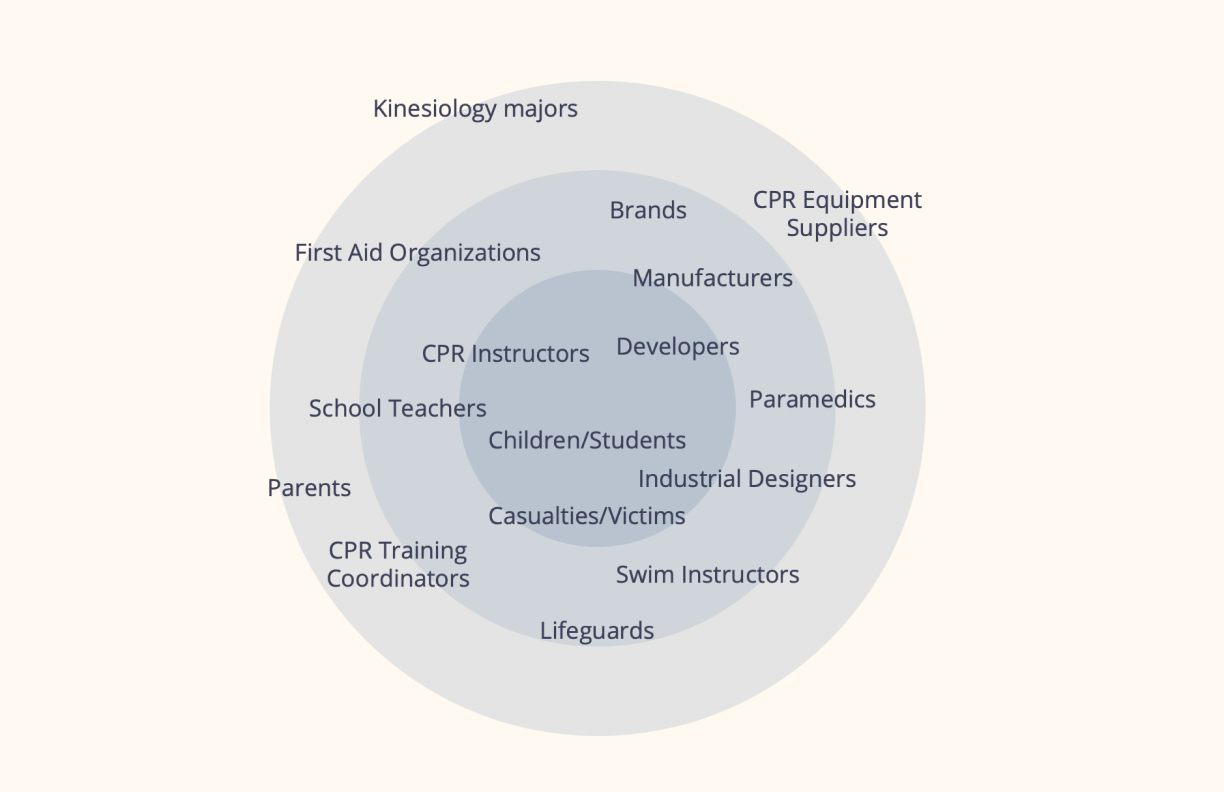 Kinesiology majors
CPR Equipment
Suppliers
Brands
First Aid Organizations
Manufacturers
Developers
CPR Instructors
Paramedics
School Teachers
Children/Students
Industrial Designers
Parents
Casualties/Victims
CPR Training
Coordinators
Swim Instructors
Lifeguards